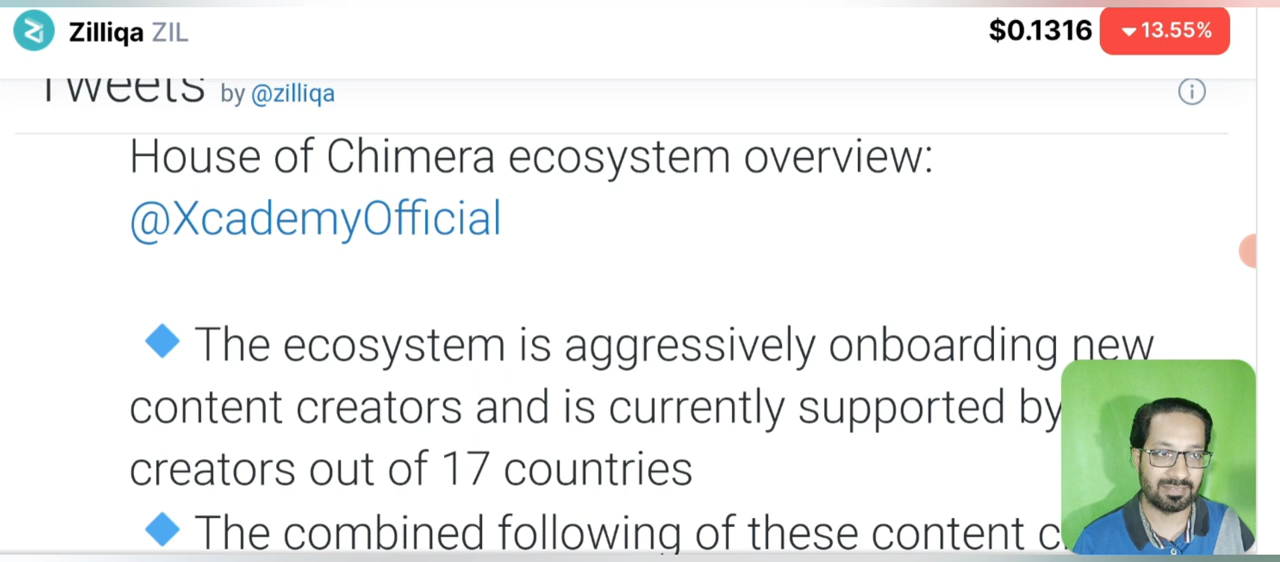 Zilliqa ZIL $0.1316 13.55%
Tweets by @zilliqa
House of Chimera ecosystem overview:
@XcademyOfficial
The ecosystem is aggressively onboarding new
content creators and is currently supported by
creators out of 17 countries
The combined following of these content